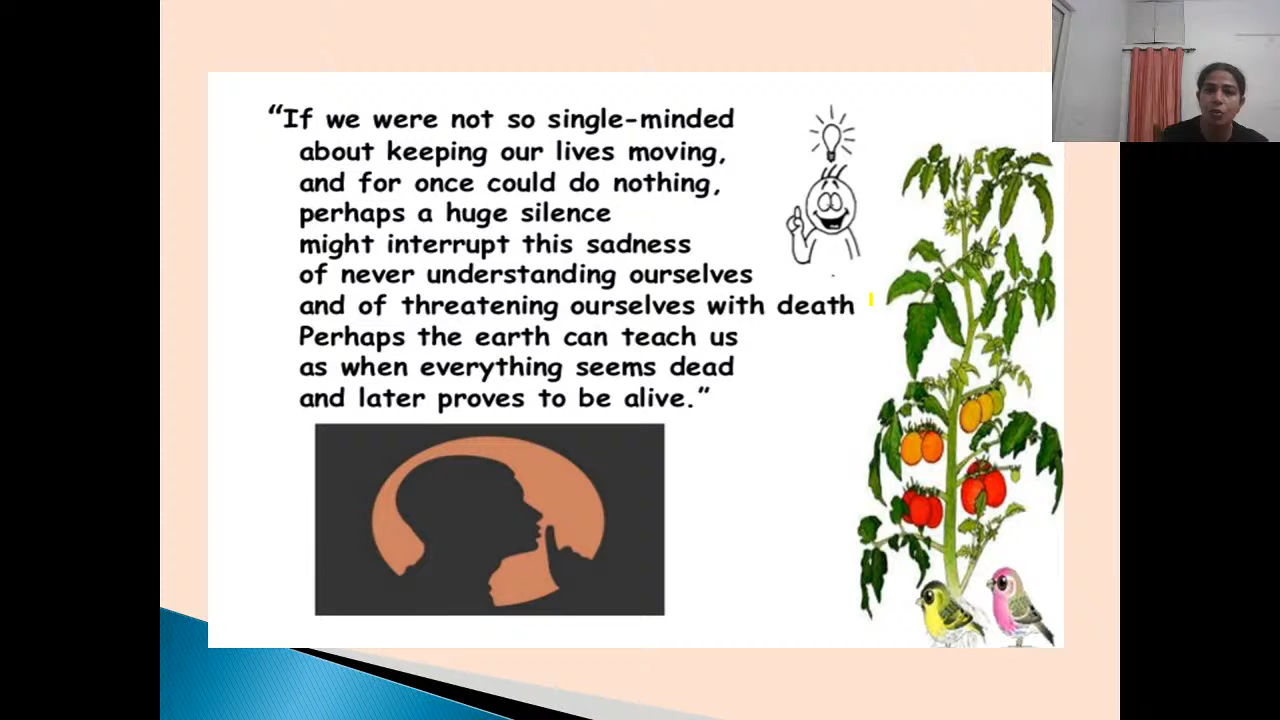 “If we were not so single-minded
about keeping our lives moving,
and for once could do nothing,
perhaps a huge silence
might interrupt this sadness
of never understanding ourselves
and of threatening ourselves with death
Perhaps the earth can teach us
as when everything seems dead
and later proves to be alive.”